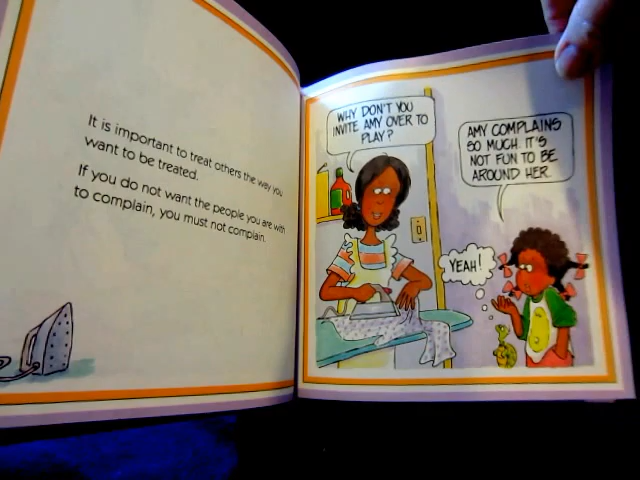 It is important to treat others the way you
want to be treated.
If you do not want the people you are with
to complain, you must not complain.
WHY DON'T YOU
INVITE AMY OVER TO
PLAY?
AMY COMPLAINS
SO MUCH. IT'S
NOT FUN TO BE
AROUND HER.
YEAH!